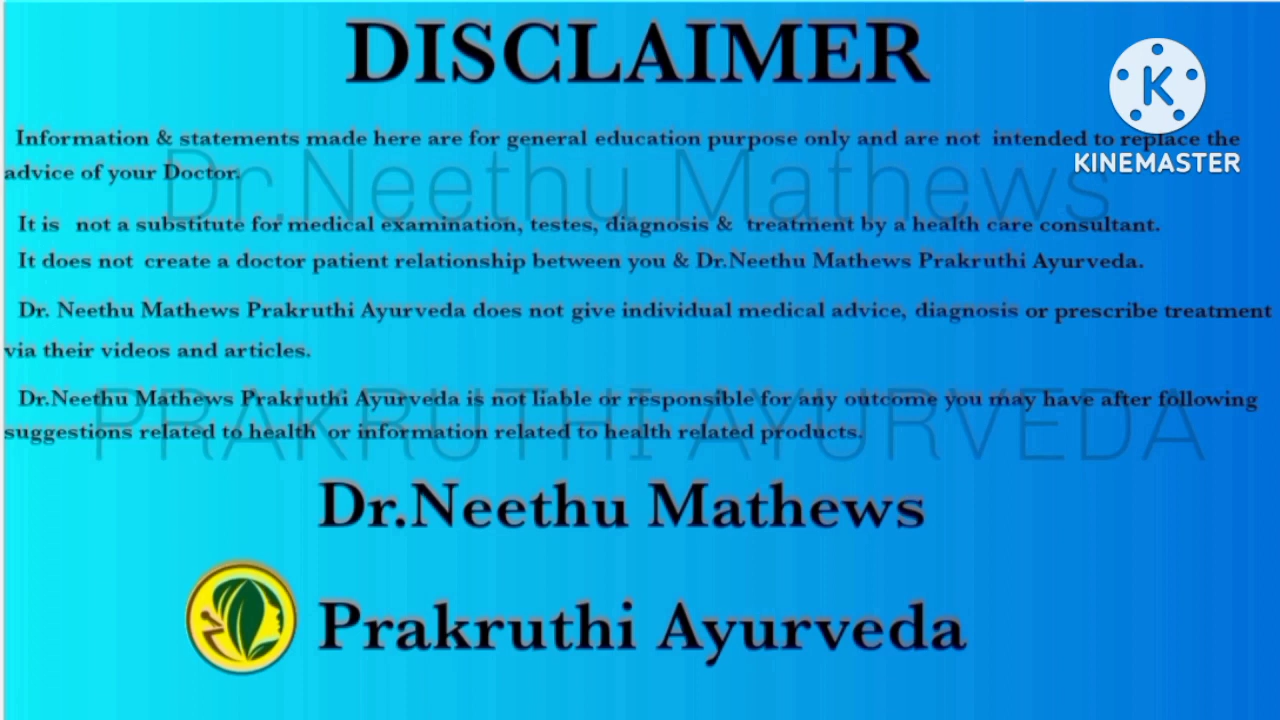 DISCLAIMER
K
KINEMASTER
Information & statements made here are for general education purpose only and are not intended to replace the
advice of your Doctor.
Dr.Neethu Mathews
It is not a substitute for medical examination, testes, diagnosis & treatment by a health care consultant.
It does not create a doctor patient relationship between you & Dr.Neethu Mathews Prakruthi Ayurveda.
Dr. Neethu Mathews Prakruthi Ayurveda does not give individual medical advice, diagnosis or prescribe treatment
via their videos and articles.
Dr.Neethu Mathews Prakruthi Ayurveda is not liable or responsible for any outcome you may have after following
PRAKRUTHI AYURVEDA
suggestions related to health or information related to health related products.
Dr.Neethu Mathews
Prakruthi Ayurveda